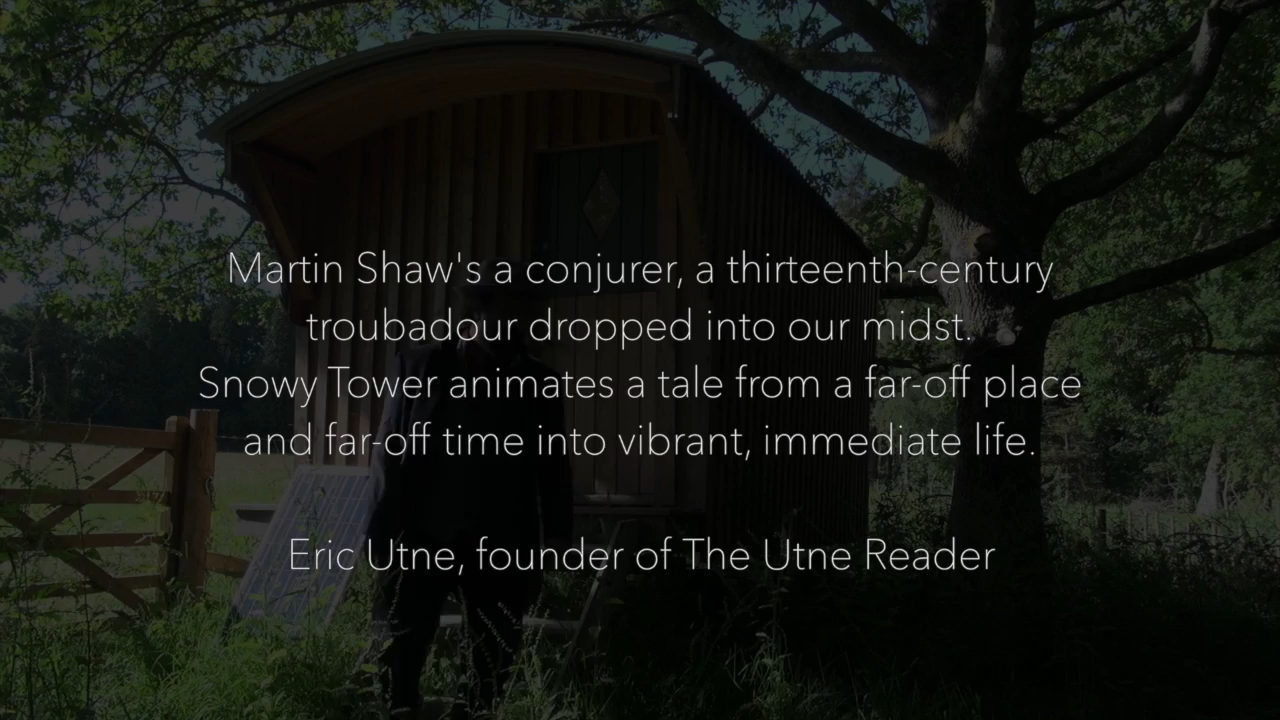 Martin Shaw's a conjurer, a thirteenth-century
troubadour dropped into our midst.
Snowy Tower animates a tale from a far-off place
and far-off time into vibrant, immediate life.
Eric Utne, founder of The Utne Reader